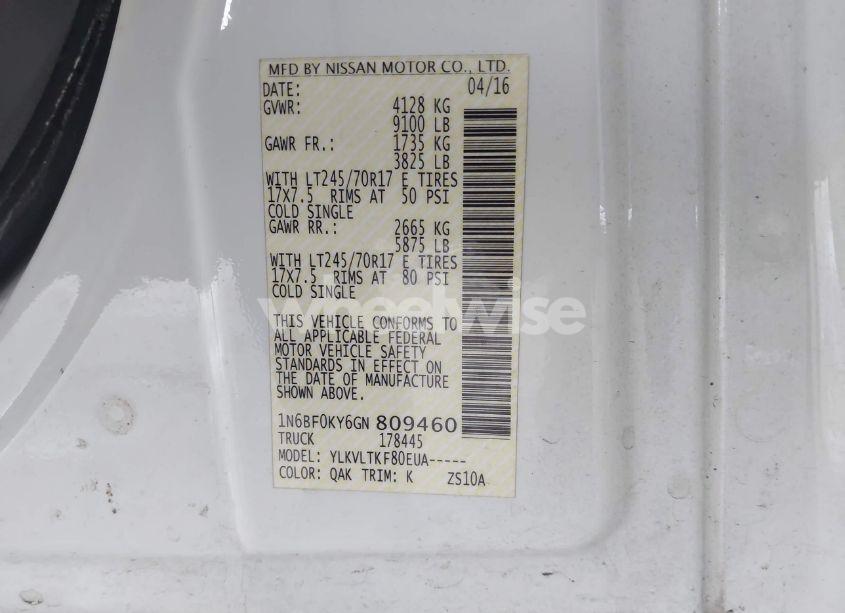 MFD BY NISSAN MOTOR CO., LTD.
DATE: 04/16
GVWR: 4128 KG
9100 LB
GAWR FR.: 1735 KG
3825 LB
WITH LT245/70R17 E TIRES
17X7.5 RIMS AT 50 PSI
COLD SINGLE
GAWR RR.: 2665 KG
5875 LB
WITH LT245/70R17 E TIRES
17X7.5 RIMS AT 80 PSI
COLD SINGLE
wheelwise
THIS VEHICLE CONFORMS TO
ALL APPLICABLE FEDERAL
MOTOR VEHICLE SAFETY
STANDARDS IN EFFECT ON
THE DATE OF MANUFACTURE
SHOWN ABOVE.
1N6BF0KY6GN 809460
TRUCK 178445
MODEL: YLKVLTKF80EUA-----
COLOR: QAK TRIM: K ZS10A